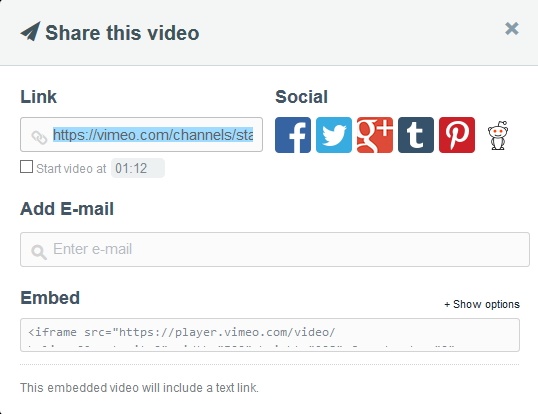 Share this video
Link
Social
https://vimeo.com/channels/sta
Start video at 01:12
Add E-mail
Enter e-mail
Embed
+ Show options
<iframe src="https://player.vimeo.com/video/
This embedded video will include a text link.